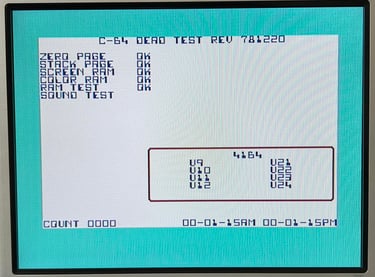 C-64 DEAD TEST REV 781220
ZERO PAGE OK
STACK PAGE OK
SCREEN RAM OK
COLOR RAM OK
RAM TEST OK
SOUND TEST
4164
U9 U21
U10 U22
U11 U23
U12 U24
COUNT 0000 00-01-15AM 00-01-15PM